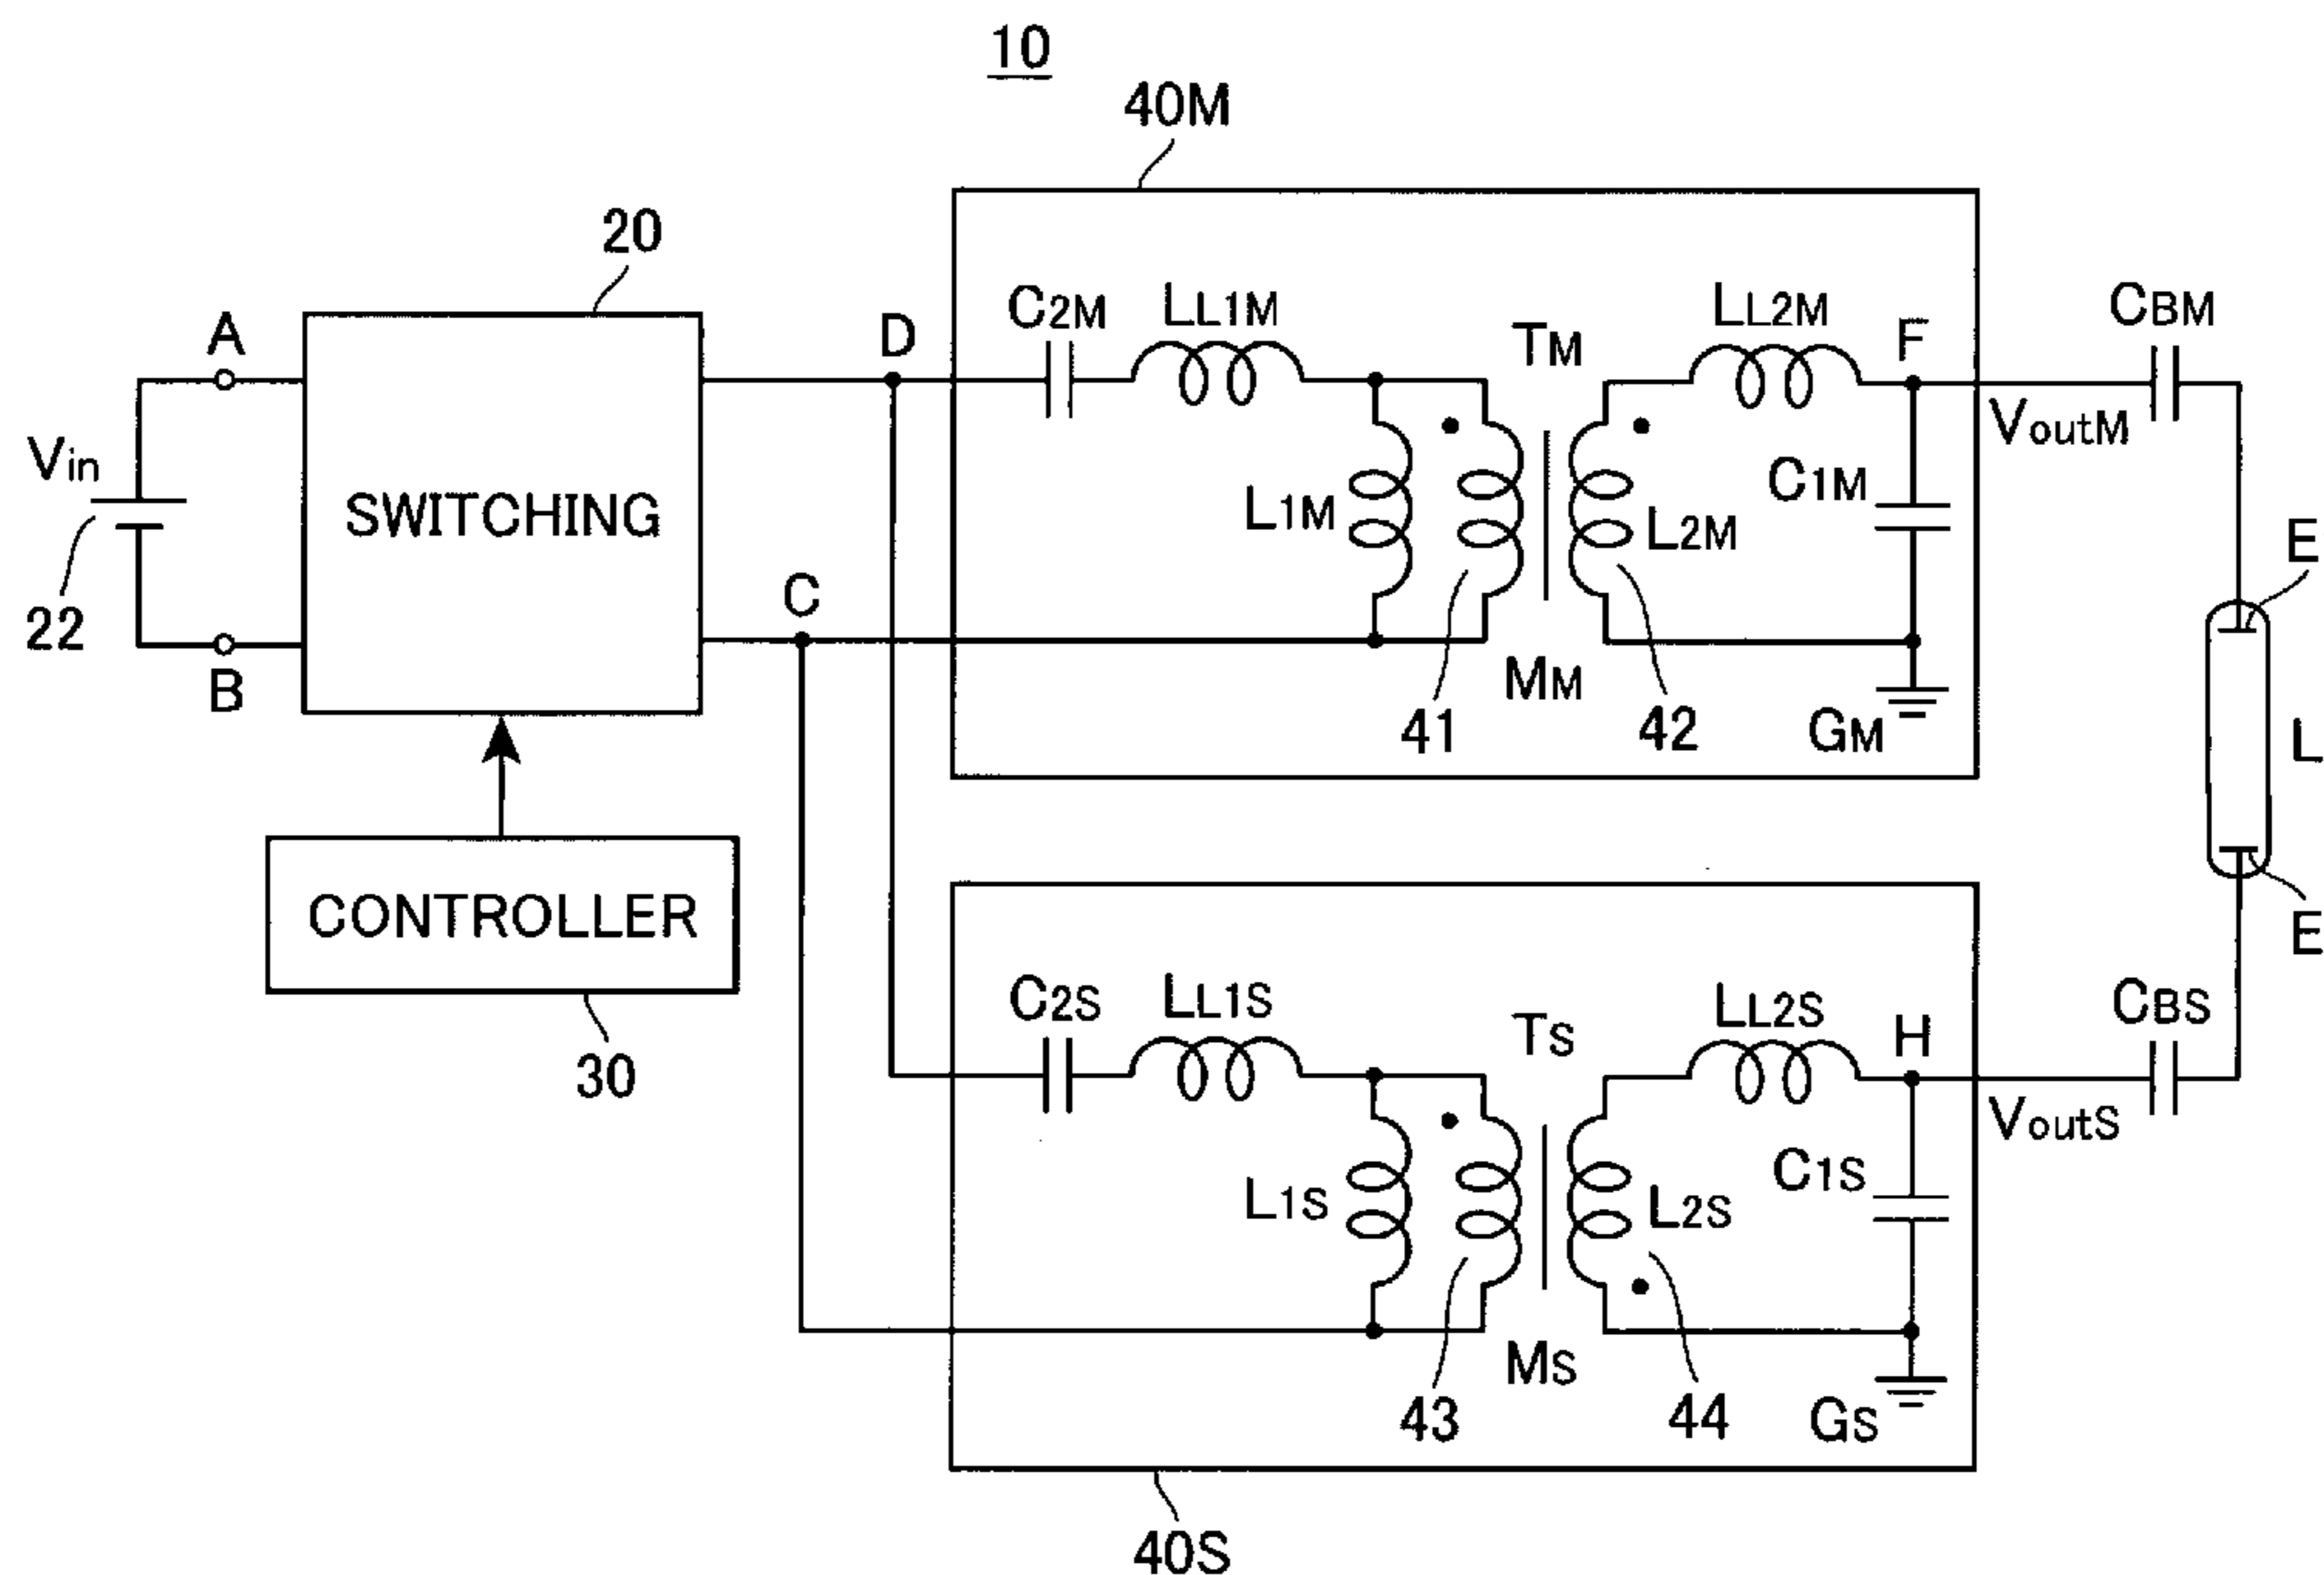 10
40M
20
A
D
C2M
LL1M
TM
LL2M
F
CBM
Vin
VoutM
SWITCHING
L1M
L2M
C1M
E
C
22
B
MM
41
42
GM
L
CONTROLLER
30
E
C2S
LL1S
TS
LL2S
H
CBS
VoutS
L1S
L2S
C1S
MS
43
44
GS
40S